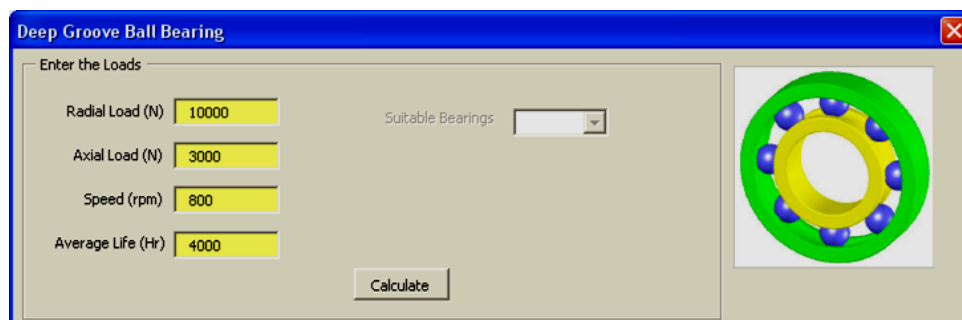 Deep Groove Ball Bearing
Enter the Loads
Radial Load (N) 10000
Suitable Bearings
Axial Load (N) 3000
Speed (rpm) 800
Average Life (Hr) 4000
Calculate